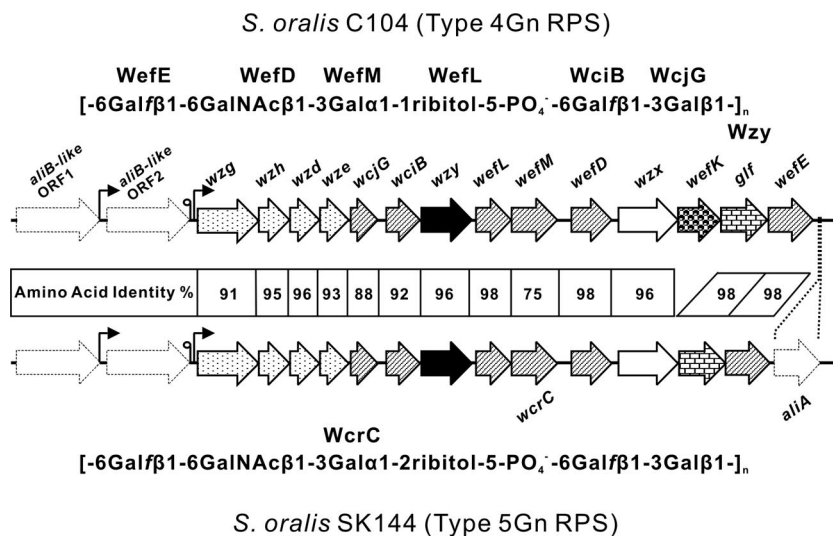 S. oralis C104 (Type 4Gn RPS)
WefE WefD WefM WefL WciB WcjG
[-6Galfβ1-6GalNAcβ1-3Galα1-1ribitol-5-PO4⁻-6Galfβ1-3Galβ1-]n
Wzy
aliB-like ORF1 aliB-like ORF2 wzg wzh wzd wze wcjG wciB wzy wefL wefM wefD wzx wefK glf wefE
Amino Acid Identity % 91 95 96 93 88 92 96 98 75 98 96 98 98
wcrC aliA
WcrC
[-6Galfβ1-6GalNAcβ1-3Galα1-2ribitol-5-PO4⁻-6Galfβ1-3Galβ1-]n
S. oralis SK144 (Type 5Gn RPS)